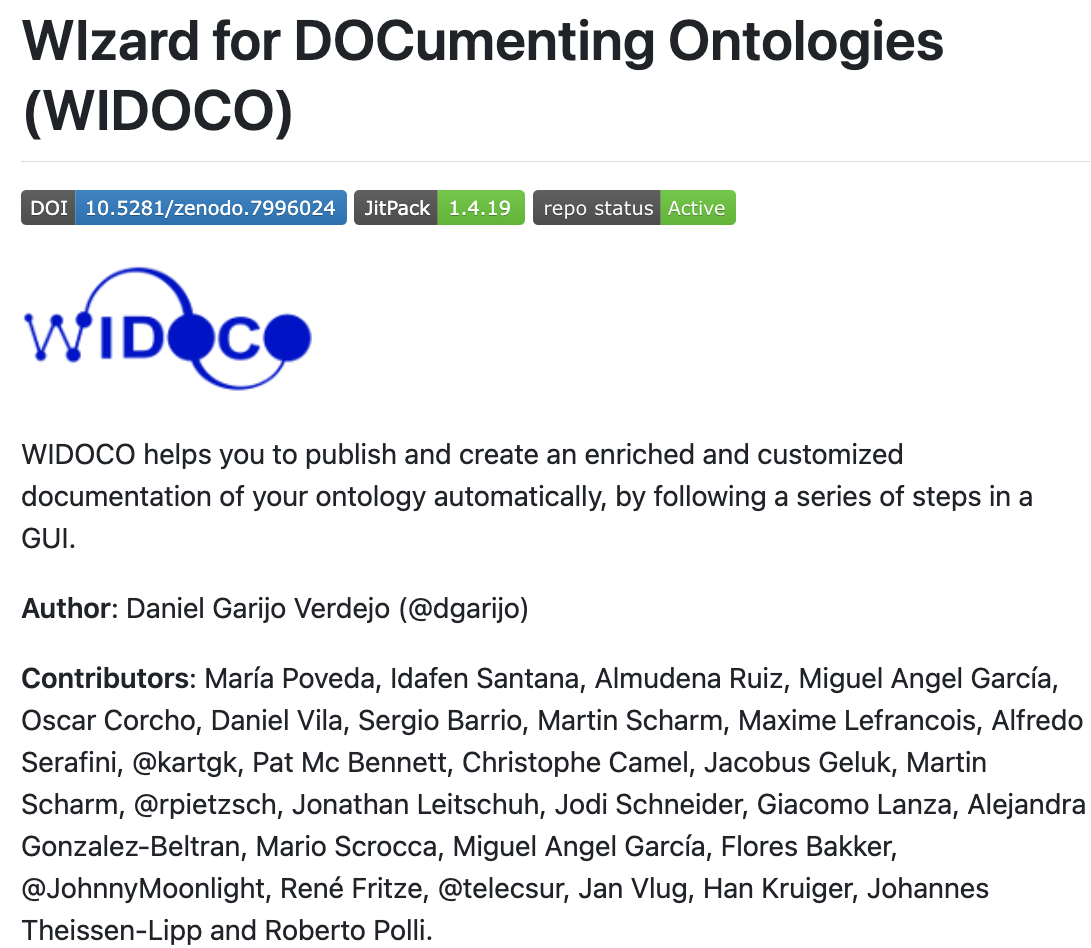 WIzard for DOCumenting Ontologies
(WIDOCO)
DOI 10.5281/zenodo.7996024 JitPack 1.4.19 repo status Active
WIDOCO
WIDOCO helps you to publish and create an enriched and customized
documentation of your ontology automatically, by following a series of steps in a
GUI.
Author: Daniel Garijo Verdejo (@dgarijo)
Contributors: María Poveda, Idafen Santana, Almudena Ruiz, Miguel Angel García,
Oscar Corcho, Daniel Vila, Sergio Barrio, Martin Scharm, Maxime Lefrancois, Alfredo
Serafini, @kartgk, Pat Mc Bennett, Christophe Camel, Jacobus Geluk, Martin
Scharm, @rpietzsch, Jonathan Leitschuh, Jodi Schneider, Giacomo Lanza, Alejandra
Gonzalez-Beltran, Mario Scrocca, Miguel Angel García, Flores Bakker,
@JohnnyMoonlight, René Fritze, @telecsur, Jan Vlug, Han Kruiger, Johannes
Theissen-Lipp and Roberto Polli.